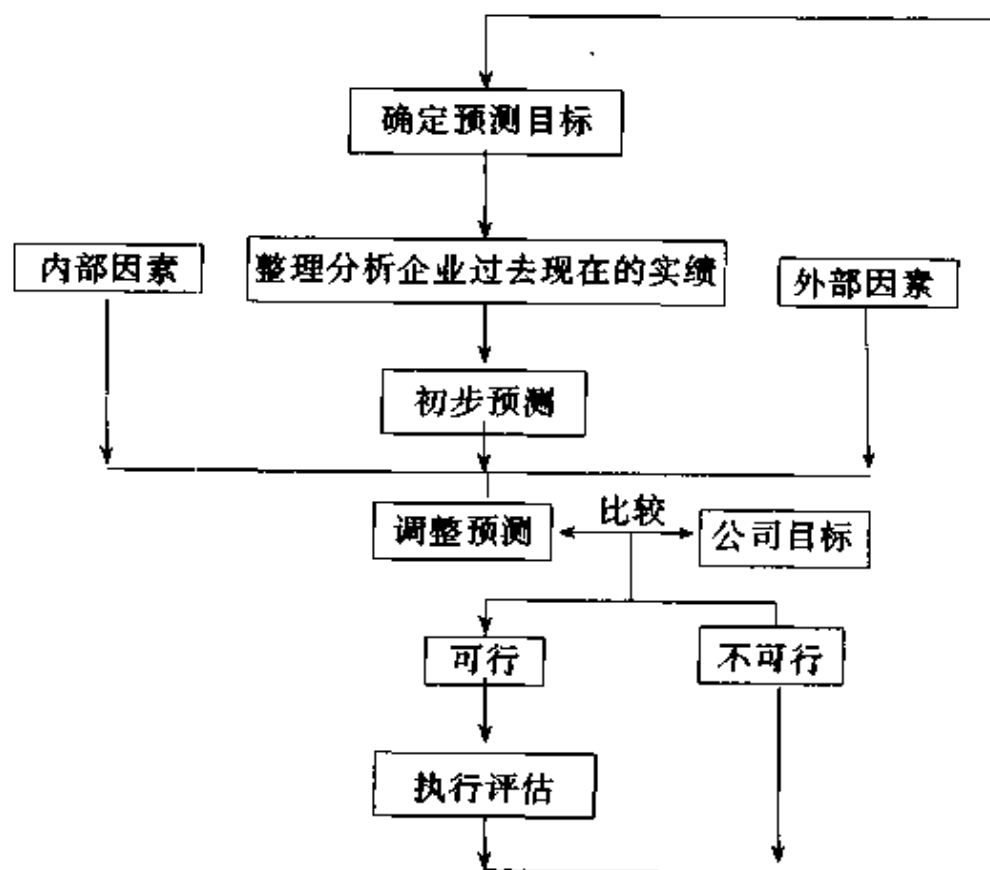 确定预测目标
内部因素
整理分析企业过去现在的实绩
外部因素
初步预测
调整预测
比较
公司目标
可行
不可行
执行评估